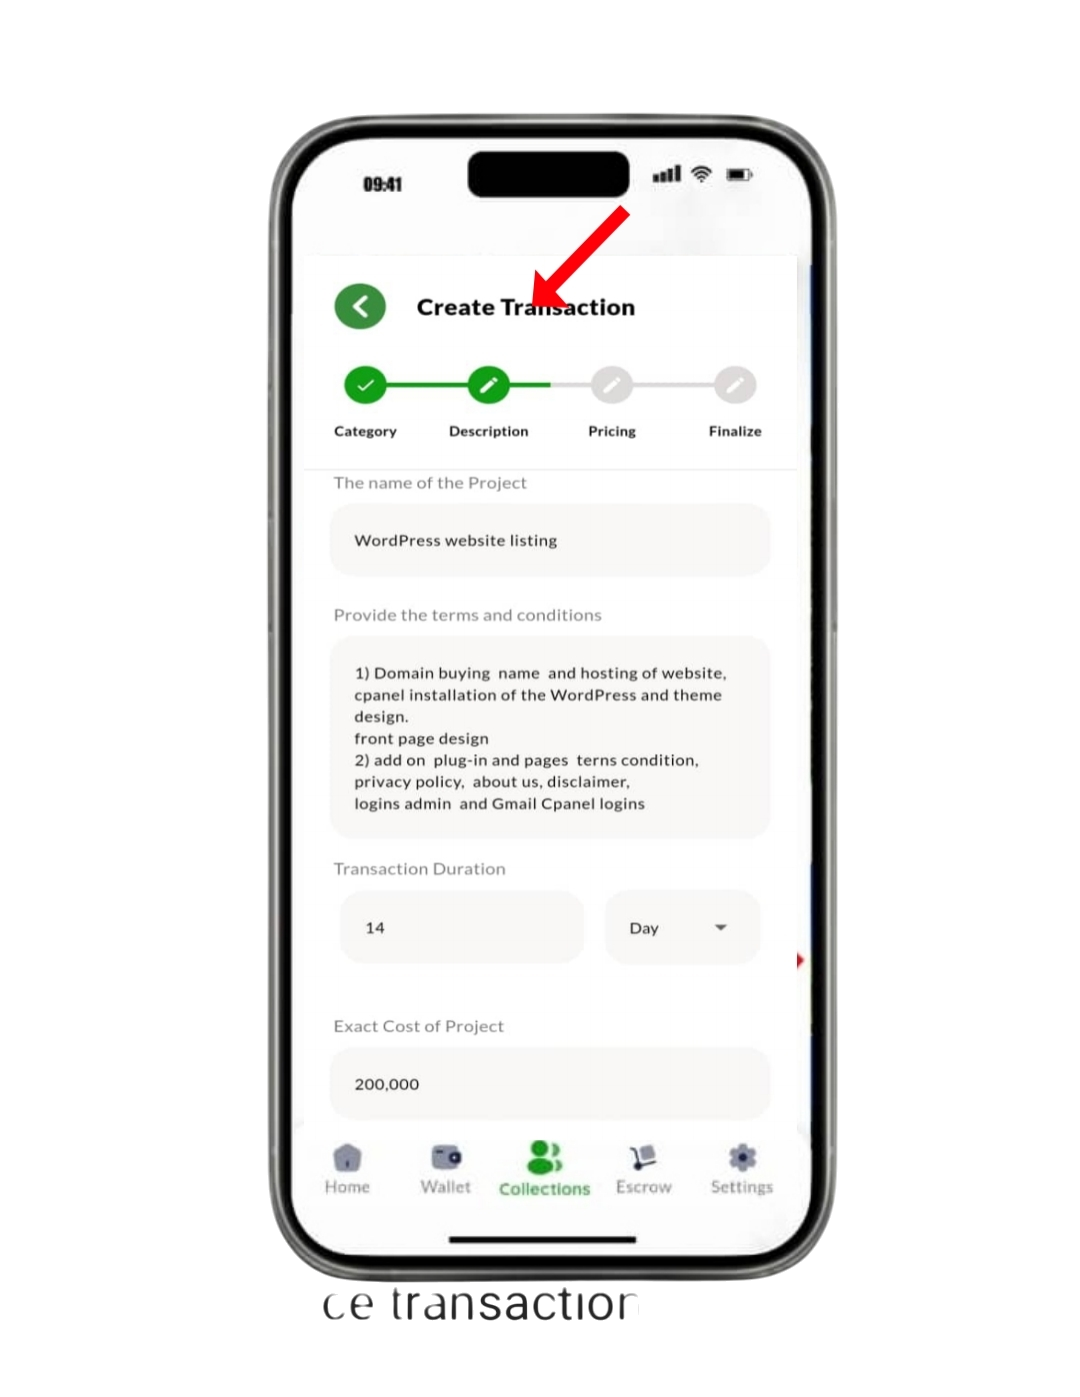 09:41
Create Transaction
Category Description Pricing Finalize
The name of the Project
WordPress website listing
Provide the terms and conditions
1) Domain buying name and hosting of website,
cpanel installation of the WordPress and theme
design.
front page design
2) add on plug-in and pages terns condition,
privacy policy, about us, disclaimer,
logins admin and Gmail Cpanel logins
Transaction Duration
14 Day
Exact Cost of Project
200,000
Home Wallet Collections Escrow Settings
ce transaction